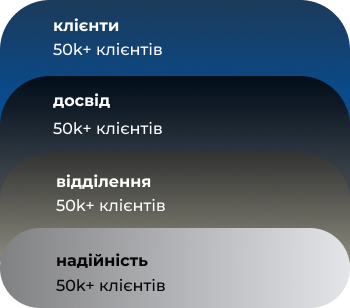 клієнти
50k+ клієнтів
досвід
50k+ клієнтів
відділення
50k+ клієнтів
надійність
50k+ клієнтів